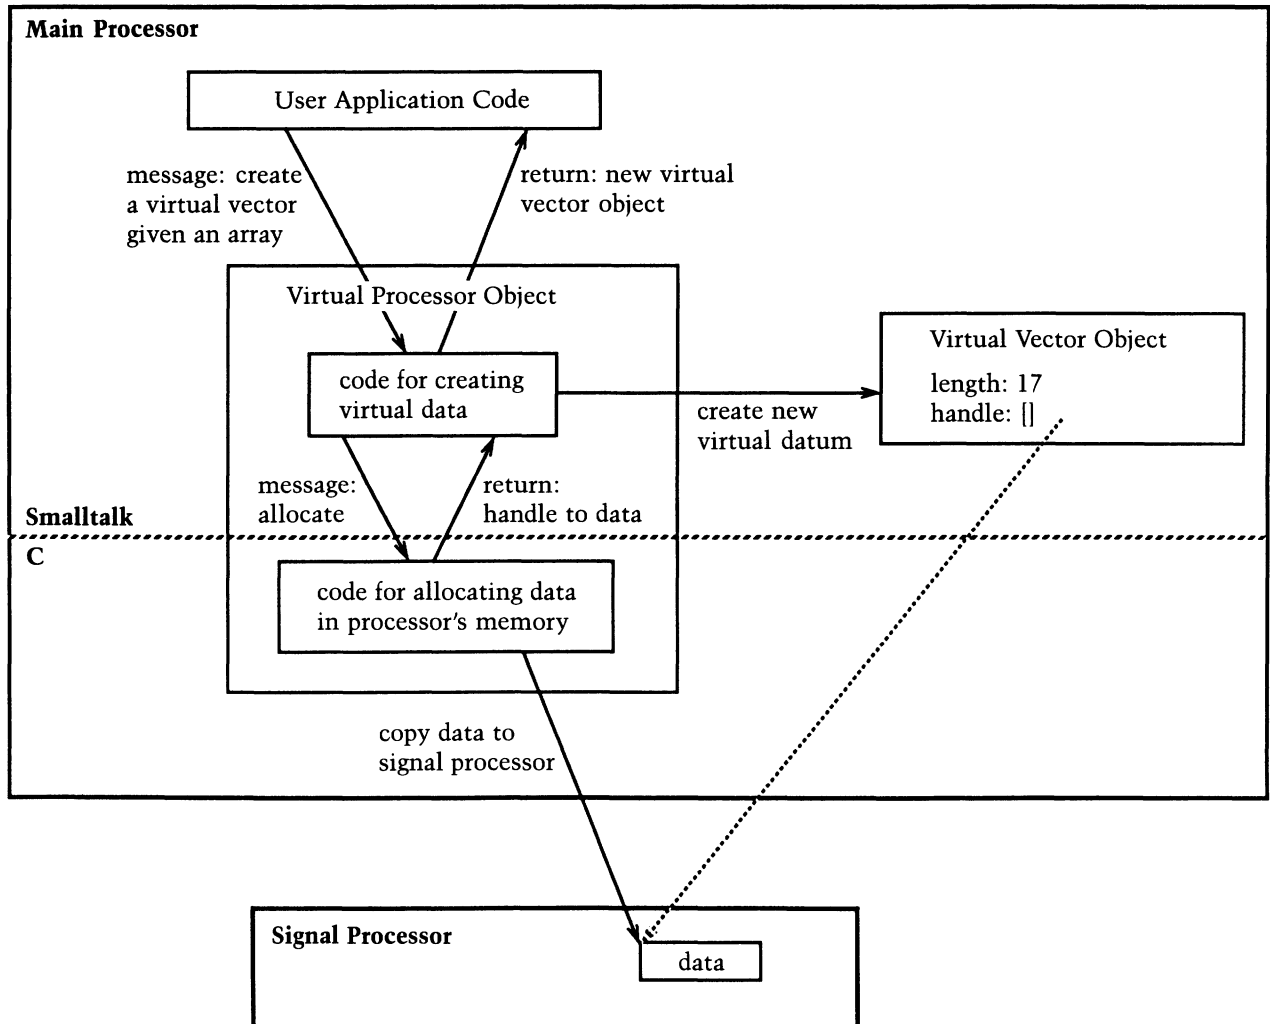 Main Processor
User Application Code
message: create
a virtual vector
given an array
return: new virtual
vector object
Virtual Processor Object
code for creating
virtual data
create new
virtual datum
Virtual Vector Object
length: 17
handle: []
message:
allocate
return:
handle to data
Smalltalk
C
code for allocating data
in processor's memory
copy data to
signal processor
Signal Processor
data